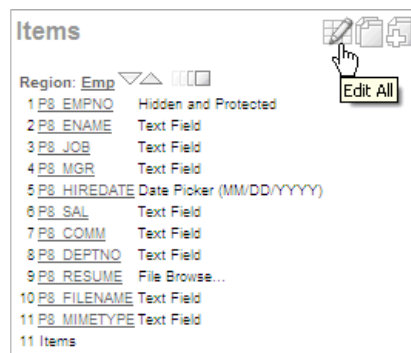 Items
Edit All
Region: Emp
1 P8_EMPNO Hidden and Protected
2 P8_ENAME Text Field
3 P8_JOB Text Field
4 P8_MGR Text Field
5 P8_HIREDATE Date Picker (MM/DD/YYYY)
6 P8_SAL Text Field
7 P8_COMM Text Field
8 P8_DEPTNO Text Field
9 P8_RESUME File Browse...
10 P8_FILENAME Text Field
11 P8_MIMETYPE Text Field
11 Items